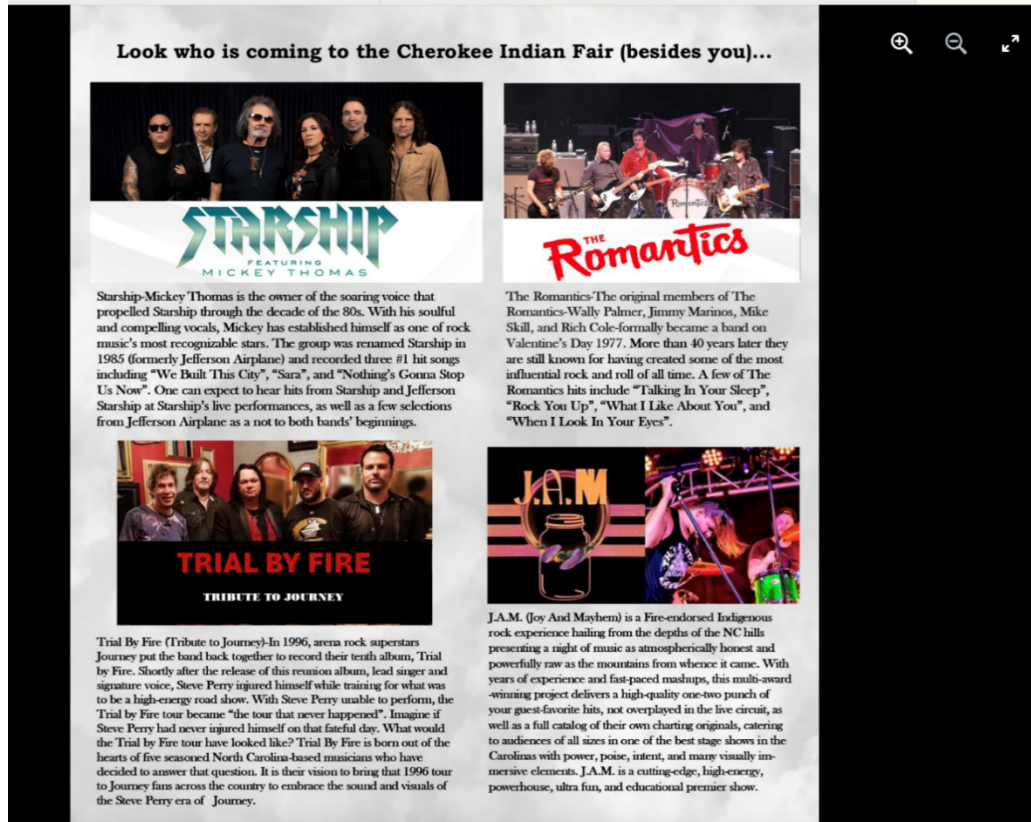 Look who is coming to the Cherokee Indian Fair (besides you)...
STARSHIP
FEATURING
MICKEY THOMAS
Starship-Mickey Thomas is the owner of the soaring voice that
propelled Starship through the decade of the 80s. With his soulful
and compelling vocals, Mickey has established himself as one of rock
music's most recognizable stars. The group was renamed Starship in
1985 (formerly Jefferson Airplane) and recorded three #1 hit songs
including “We Built This City”, “Sara”, and “Nothing's Gonna Stop
Us Now”. One can expect to hear hits from Starship and Jefferson
Starship at Starship's live performances, as well as a few selections
from Jefferson Airplane as a not to both bands' beginnings.
Romantics
THE
Romantics
The Romantics-The original members of The
Romantics-Wally Palmer, Jimmy Marinos, Mike
Skill, and Rich Cole-formally became a band on
Valentine's Day 1977. More than 40 years later they
are still known for having created some of the most
influential rock and roll of all time. A few of The
Romantics hits include “Talking In Your Sleep”,
“Rock You Up”, “What I Like About You”, and
“When I Look In Your Eyes”.
TRIAL BY FIRE
TRIBUTE TO JOURNEY
Trial By Fire (Tribute to Journey)-In 1996, arena rock superstars
Journey put the band back together to record their tenth album, Trial
by Fire. Shortly after the release of this reunion album, lead singer and
signature voice, Steve Perry injured himself while training for what was
to be a high-energy road show. With Steve Perry unable to perform, the
Trial by Fire tour became “the tour that never happened”. Imagine if
Steve Perry had never injured himself on that fateful day. What would
the Trial by Fire tour have looked like? Trial By Fire is born out of the
hearts of five seasoned North Carolina-based musicians who have
decided to answer that question. It is their vision to bring that 1996 tour
to Journey fans across the country to embrace the sound and visuals of
the Steve Perry era of Journey.
J.A.M
J.A.M. (Joy And Mayhem) is a Fire-endorsed Indigenous
rock experience hailing from the depths of the NC hills
presenting a night of music as atmospherically honest and
powerfully raw as the mountains from whence it came. With
years of experience and fast-paced mashups, this multi-award
-winning project delivers a high-quality one-two punch of
your guest-favorite hits, not overplayed in the live circuit, as
well as a full catalog of their own charting originals, catering
to audiences of all sizes in one of the best stage shows in the
Carolinas with power, poise, intent, and many visually im-
mersive elements. J.A.M. is a cutting-edge, high-energy,
powerhouse, ultra fun, and educational premier show.